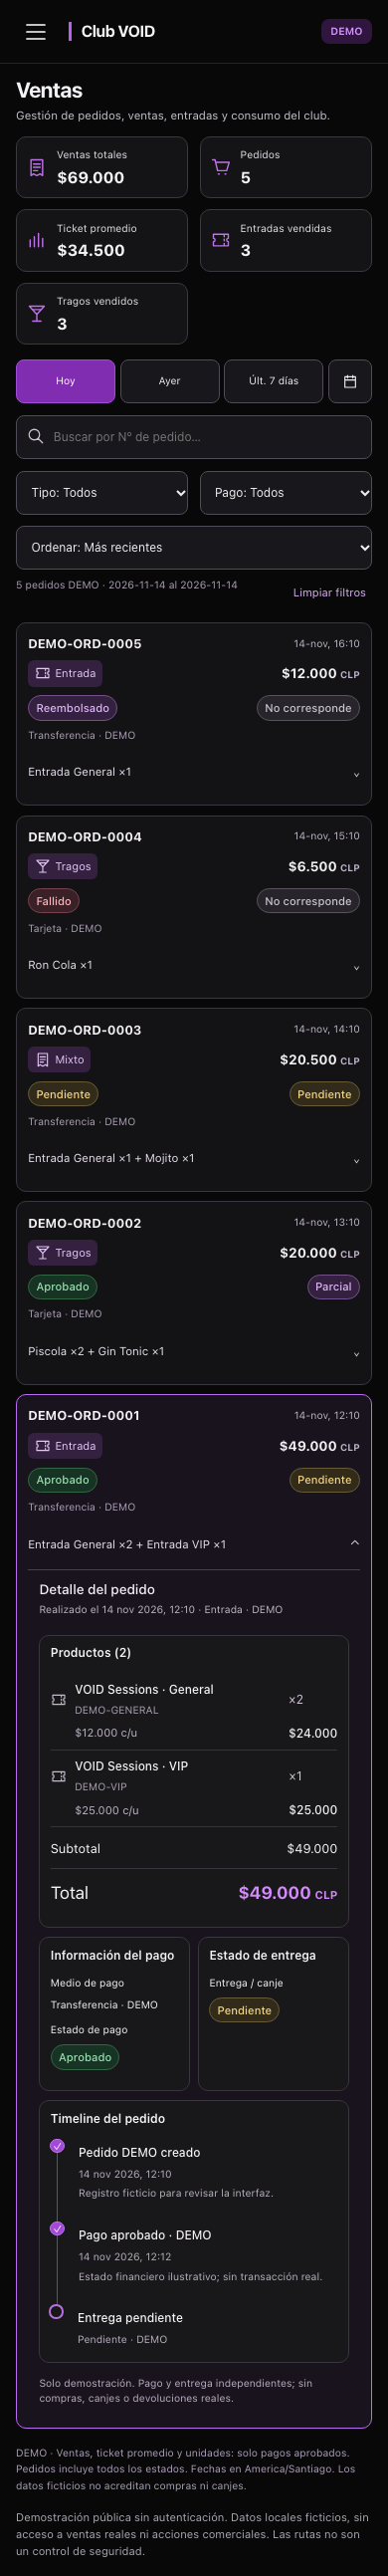 Club VOID
DEMO
Ventas
Gestión de pedidos, ventas, entradas y consumo del club.
Ventas totales
$69.000
Pedidos
5
Ticket promedio
$34.500
Entradas vendidas
3
Tragos vendidos
3
Hoy
Ayer
Últ. 7 días
Buscar por N° de pedido...
Tipo: Todos
Pago: Todos
Ordenar: Más recientes
5 pedidos DEMO · 2026-11-14 al 2026-11-14
Limpiar filtros
DEMO-ORD-0005
14-nov, 16:10
Entrada
$12.000 CLP
Reembolsado
No corresponde
Transferencia · DEMO
Entrada General ×1
DEMO-ORD-0004
14-nov, 15:10
Tragos
$6.500 CLP
Fallido
No corresponde
Tarjeta · DEMO
Ron Cola ×1
DEMO-ORD-0003
14-nov, 14:10
Mixto
$20.500 CLP
Pendiente
Pendiente
Transferencia · DEMO
Entrada General ×1 + Mojito ×1
DEMO-ORD-0002
14-nov, 13:10
Tragos
$20.000 CLP
Aprobado
Parcial
Tarjeta · DEMO
Piscola ×2 + Gin Tonic ×1
DEMO-ORD-0001
14-nov, 12:10
Entrada
$49.000 CLP
Aprobado
Pendiente
Transferencia · DEMO
Entrada General ×2 + Entrada VIP ×1
Detalle del pedido
Realizado el 14 nov 2026, 12:10 · Entrada · DEMO
Productos (2)
VOID Sessions · General
×2
DEMO-GENERAL
$12.000 c/u
$24.000
VOID Sessions · VIP
×1
DEMO-VIP
$25.000 c/u
$25.000
Subtotal
$49.000
Total
$49.000 CLP
Información del pago
Medio de pago
Transferencia · DEMO
Estado de pago
Aprobado
Estado de entrega
Entrega / canje
Pendiente
Timeline del pedido
Pedido DEMO creado
14 nov 2026, 12:10
Registro ficticio para revisar la interfaz.
Pago aprobado · DEMO
14 nov 2026, 12:12
Estado financiero ilustrativo; sin transacción real.
Entrega pendiente
Pendiente · DEMO
Solo demostración. Pago y entrega independientes; sin
compras, canjes o devoluciones reales.
DEMO · Ventas, ticket promedio y unidades: solo pagos aprobados.
Pedidos incluye todos los estados. Fechas en America/Santiago. Los
datos ficticios no acreditan compras ni canjes.
Demostración pública sin autenticación. Datos locales ficticios, sin
acceso a ventas reales ni acciones comerciales. Las rutas no son
un control de seguridad.